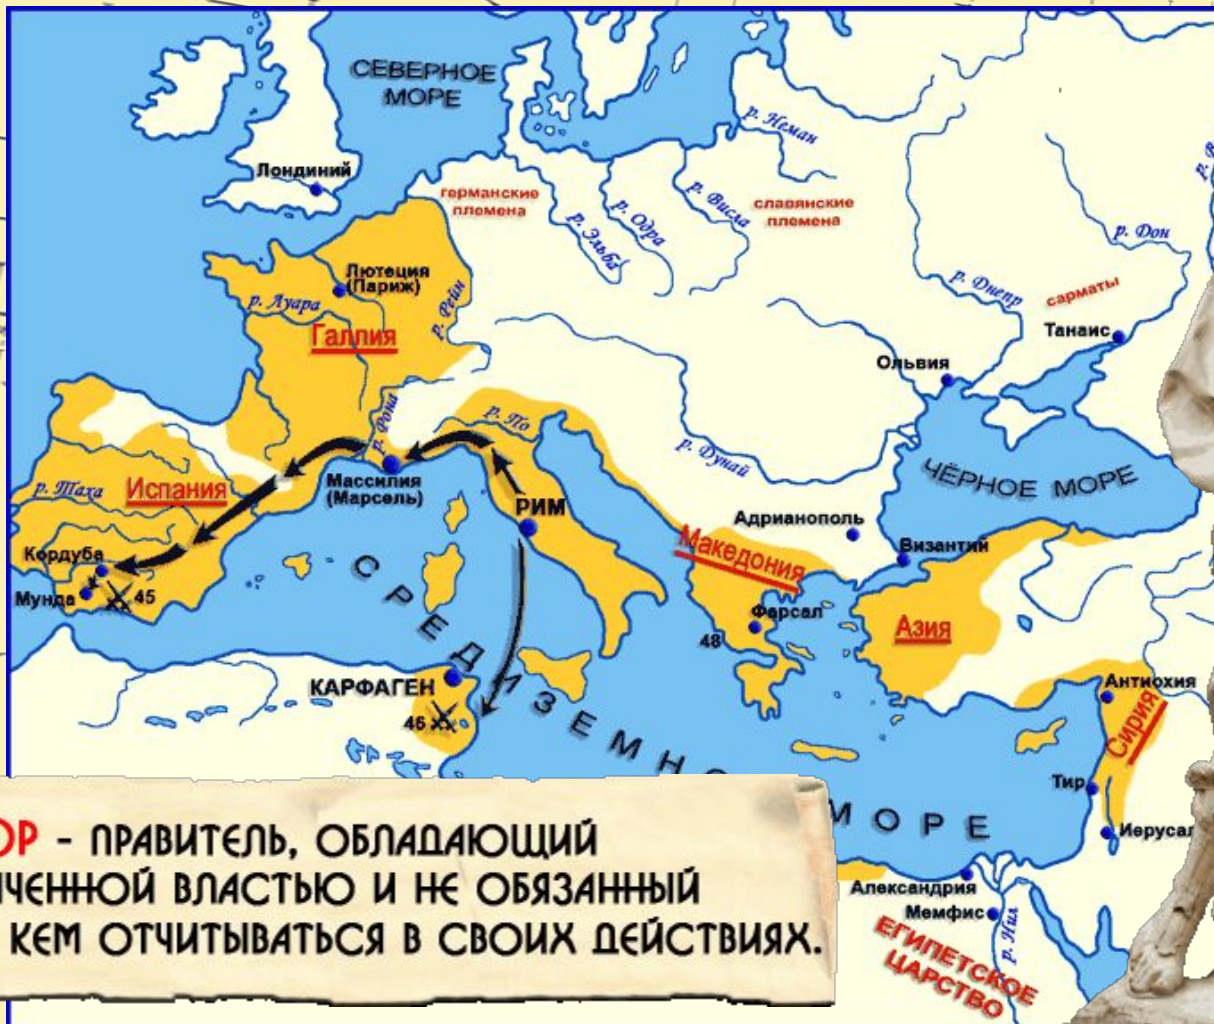 СЕВЕРНОЕ
МОРЕ
р. Неман
Лондиний
германские
племена
р. Эльба
р. Одра
р. Висла
славянские
племена
р. Дон
Лютеция
(Париж)
р. Луара
р. Рейн
Галлия
р. Днепр
сарматы
Танаис
Ольвия
р. Рона
р. По
р. Дунай
ЧЁРНОЕ МОРЕ
р. Таха
Испания
Массилия
(Марсель)
РИМ
Адрианополь
Византий
Македония
Кордуба
Мунда
45
Фарсал
48
Азия
СРЕДИЗЕМНО
МОРЕ
КАРФАГЕН
46
Антиохия
Сирия
Тир
Иерусал
Александрия
Мемфис
р. Нил
ЕГИПЕТСКОЕ
ЦАРСТВО
ОР - ПРАВИТЕЛЬ, ОБЛАДАЮЩИЙ
ИЧЕННОЙ ВЛАСТЬЮ И НЕ ОБЯЗАННЫЙ
КЕМ ОТЧИТЫВАТЬСЯ В СВОИХ ДЕЙСТВИЯХ.